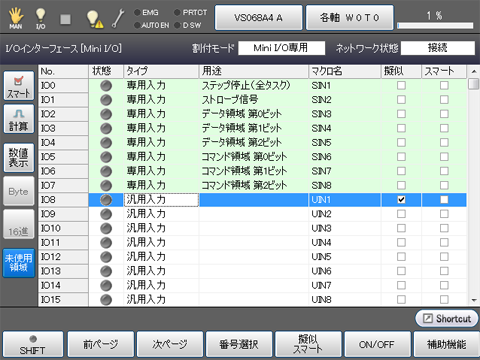 MAN I/O EMG PRTCT AUTO EN D SW VS068A4 A 各軸 W0T0 1 %
I/Oインターフェース [Mini I/O] 割付モード Mini I/O専用 ネットワーク状態 接続
No. 状態 タイプ 用途 マクロ名 擬似 スマート
IO0 専用入力 ステップ停止(全タスク) SIN1
IO1 専用入力 ストローブ信号 SIN2
IO2 専用入力 データ領域 第0ビット SIN3
IO3 専用入力 データ領域 第1ビット SIN4
IO4 専用入力 データ領域 第2ビット SIN5
IO5 専用入力 コマンド領域 第0ビット SIN6
IO6 専用入力 コマンド領域 第1ビット SIN7
IO7 専用入力 コマンド領域 第2ビット SIN8
IO8 汎用入力 UIN1
IO9 汎用入力 UIN2
IO10 汎用入力 UIN3
IO11 汎用入力 UIN4
IO12 汎用入力 UIN5
IO13 汎用入力 UIN6
IO14 汎用入力 UIN7
IO15 汎用入力 UIN8
スマート
計算
数値
表示
Byte
16進
未使用
領域
Shortcut
SHIFT 前ページ 次ページ 番号選択 擬似
スマート ON/OFF 補助機能